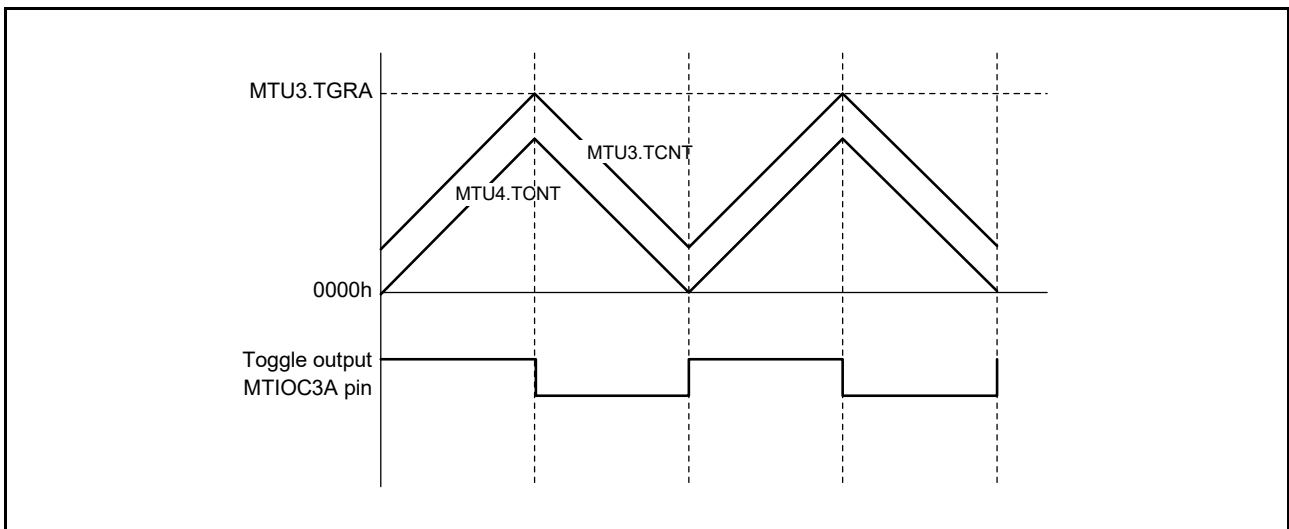 MTU3.TGRA
MTU3.TCNT
MTU4.TCNT
0000h
Toggle output
MTIOC3A pin